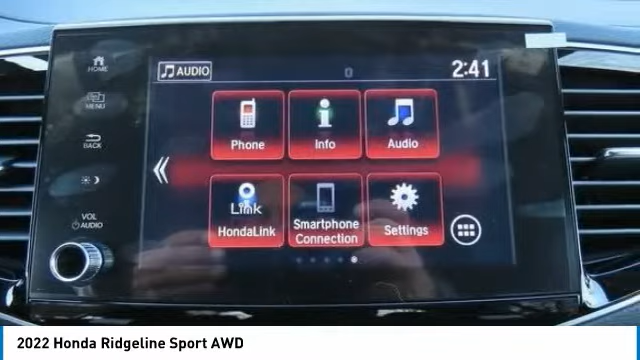 HOME
AUDIO
2:41
MENU
Phone
Info
Audio
BACK
Link
HondaLink
Smartphone
Connection
Settings
VOL
AUDIO
2022 Honda Ridgeline Sport AWD